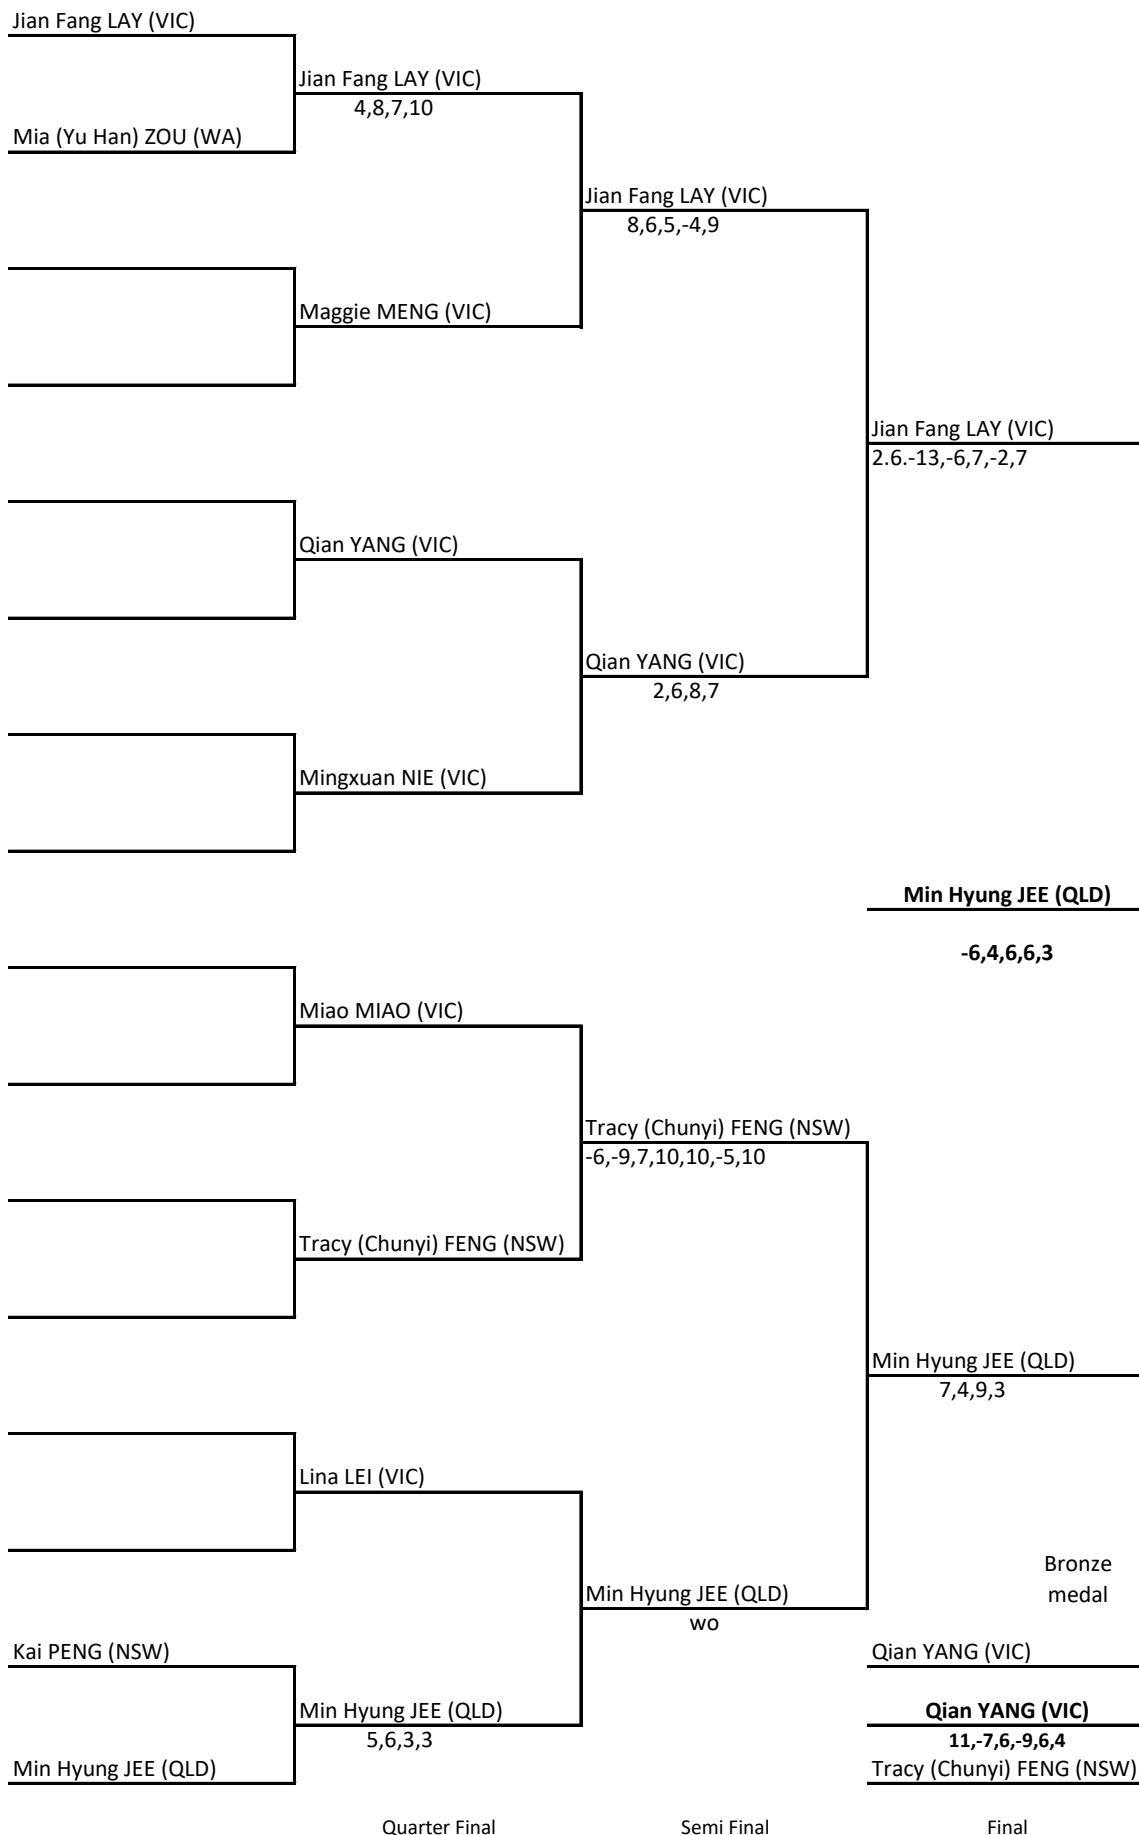 Jian Fang LAY (VIC)
Jian Fang LAY (VIC)
4,8,7,10
Mia (Yu Han) ZOU (WA)
Jian Fang LAY (VIC)
8,6,5,-4,9
Maggie MENG (VIC)
Jian Fang LAY (VIC)
2.6.-13,-6,7,-2,7
Qian YANG (VIC)
Qian YANG (VIC)
2,6,8,7
Mingxuan NIE (VIC)
Min Hyung JEE (QLD)
-6,4,6,6,3
Miao MIAO (VIC)
Tracy (Chunyi) FENG (NSW)
-6,-9,7,10,10,-5,10
Tracy (Chunyi) FENG (NSW)
Min Hyung JEE (QLD)
7,4,9,3
Lina LEI (VIC)
Bronze
medal
Min Hyung JEE (QLD)
wo
Kai PENG (NSW)
Qian YANG (VIC)
Min Hyung JEE (QLD)
5,6,3,3
Qian YANG (VIC)
11,-7,6,-9,6,4
Min Hyung JEE (QLD)
Tracy (Chunyi) FENG (NSW)
Quarter Final
Semi Final
Final